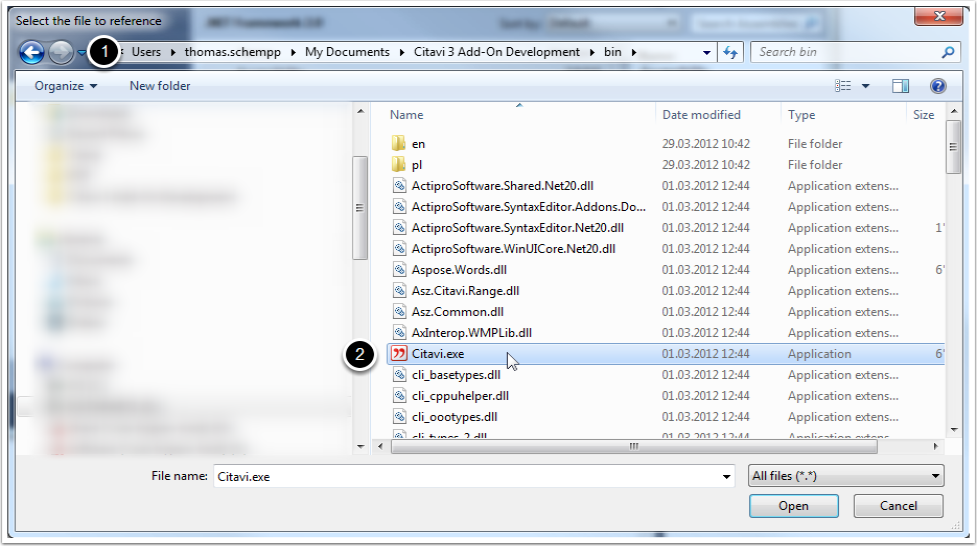 Select the file to reference
.NET Framework 2.0
Sort by: Default
1
Users ▸ thomas.schempp ▸ My Documents ▸ Citavi 3 Add-On Development ▸ bin ▸
Search bin
Organize
New folder
Name Date modified Type Size
en 29.03.2012 10:42 File folder
pl 29.03.2012 10:42 File folder
ActiproSoftware.Shared.Net20.dll 01.03.2012 12:44 Application extens...
ActiproSoftware.SyntaxEditor.Addons.Do... 01.03.2012 12:44 Application extens...
ActiproSoftware.SyntaxEditor.Net20.dll 01.03.2012 12:44 Application extens... 1
ActiproSoftware.WinUICore.Net20.dll 01.03.2012 12:44 Application extens...
Aspose.Words.dll 01.03.2012 12:44 Application extens... 6
Asz.Citavi.Range.dll 01.03.2012 12:44 Application extens...
Asz.Common.dll 01.03.2012 12:44 Application extens...
AxInterop.WMPLib.dll 01.03.2012 12:44 Application extens...
2
Citavi.exe 01.03.2012 12:44 Application 6
cli_basetypes.dll 01.03.2012 12:44 Application extens...
cli_cppuhelper.dll 01.03.2012 12:44 Application extens...
cli_oootypes.dll 01.03.2012 12:44 Application extens...
cli_types_2.dll 01.03.2012 12:44 Application extens...
File name: Citavi.exe
All files (*.*)
Open
Cancel